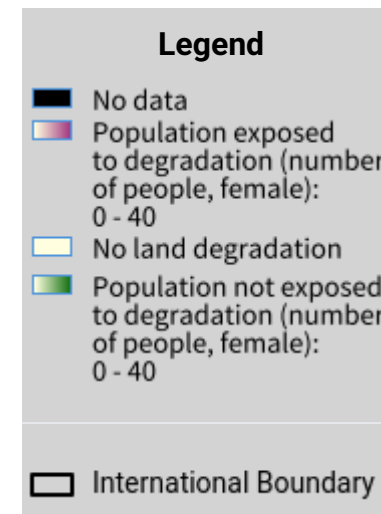 Legend
No data
Population exposed
to degradation (number
of people, female):
0 - 40
No land degradation
Population not exposed
to degradation (number
of people, female):
0 - 40
International Boundary